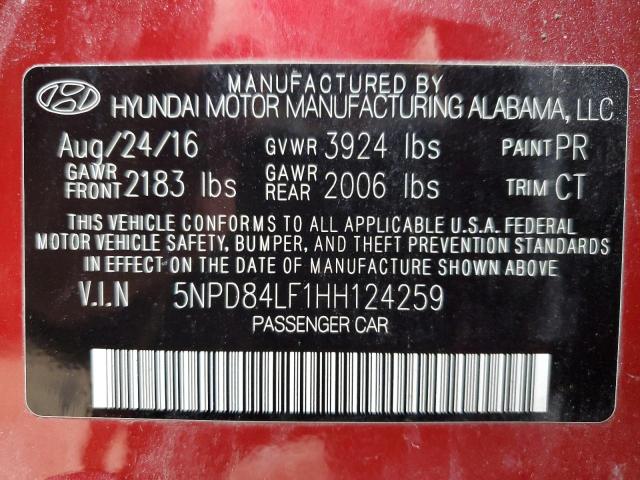 MANUFACTURED BY
HYUNDAI MOTOR MANUFACTURING ALABAMA, LLC
Aug/24/16 GVWR 3924 lbs PAINT PR
GAWR FRONT 2183 lbs GAWR REAR 2006 lbs TRIM CT
THIS VEHICLE CONFORMS TO ALL APPLICABLE U.S.A. FEDERAL
MOTOR VEHICLE SAFETY, BUMPER, AND THEFT PREVENTION STANDARDS
IN EFFECT ON THE DATE OF MANUFACTURE SHOWN ABOVE
V.I.N 5NPD84LF1HH124259
PASSENGER CAR